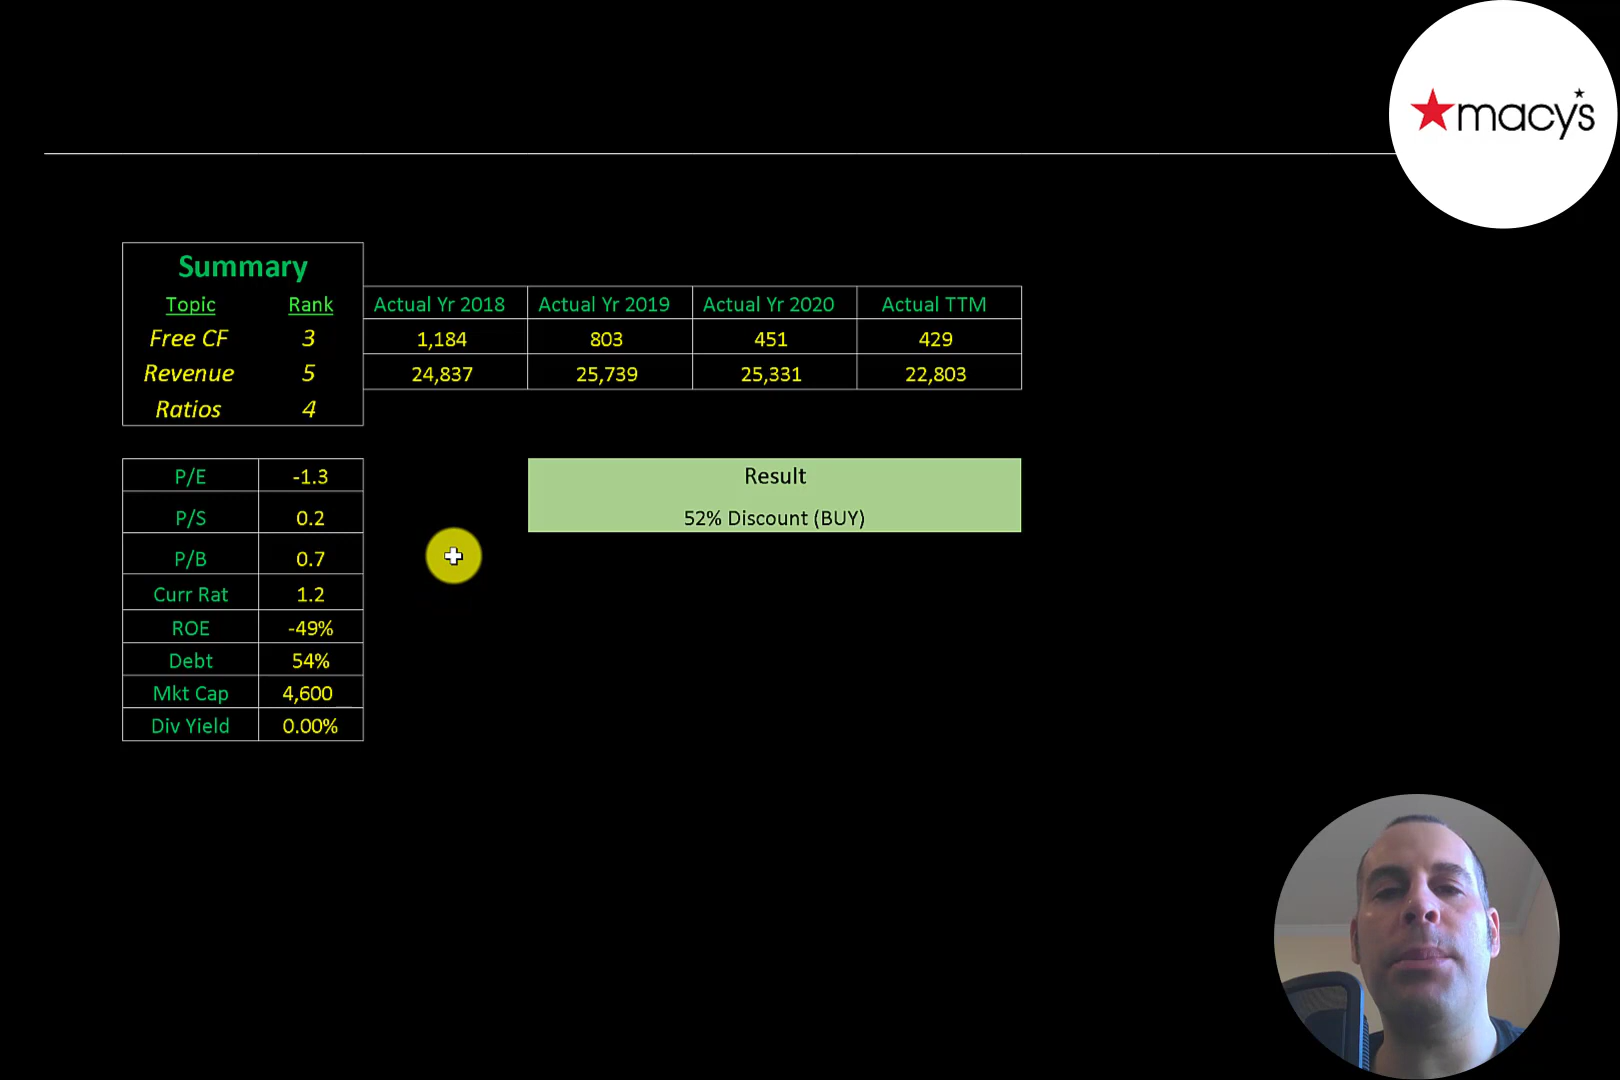 macy's
Summary
Topic Rank Actual Yr 2018 Actual Yr 2019 Actual Yr 2020 Actual TTM
Free CF 3 1,184 803 451 429
Revenue 5 24,837 25,739 25,331 22,803
Ratios 4
P/E -1.3 Result
P/S 0.2 52% Discount (BUY)
P/B 0.7
Curr Rat 1.2
ROE -49%
Debt 54%
Mkt Cap 4,600
Div Yield 0.00%